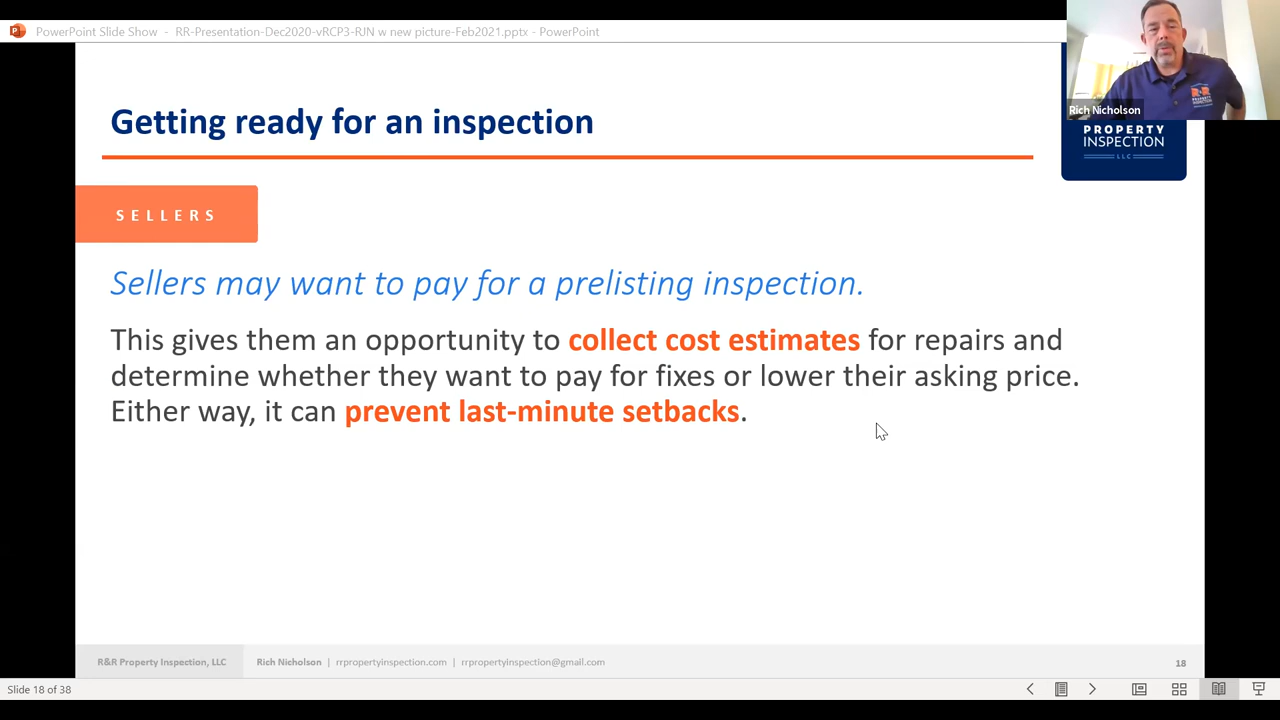 PowerPoint Slide Show - RR-Presentation-Dec2020-vRCP3-RJN w new picture-Feb2021.pptx - PowerPoint
Rich Nicholson
Getting ready for an inspection
PROPERTY
INSPECTION
LLC
SELLERS
Sellers may want to pay for a prelisting inspection.
This gives them an opportunity to collect cost estimates for repairs and
determine whether they want to pay for fixes or lower their asking price.
Either way, it can prevent last-minute setbacks.
R&R Property Inspection, LLC
Rich Nicholson | rrpropertyinspection.com | rrpropertyinspection@gmail.com
18
Slide 18 of 38